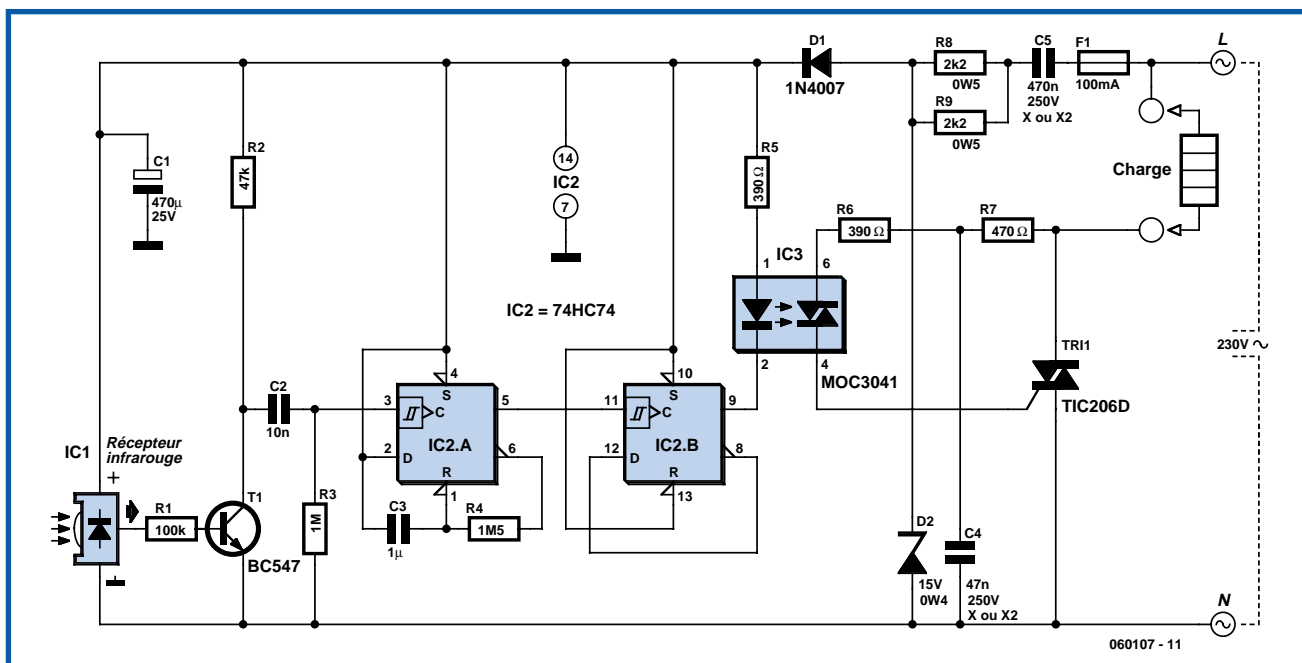 D1
1N4007
R8
2k2
0W5
R9
2k2
0W5
C5
470n
250V
X ou X2
F1
100mA
L
Charge
R2
47k
C1
470µ
25V
14
IC2
7
R5
390 Ω
R6
390 Ω
R7
470 Ω
IC3
1
6
2
4
MOC3041
IC2 = 74HC74
TRI1
TIC206D
230V
C2
10n
4
S
3
C
5
IC2.A
2
D
6
R
1
10
S
11
C
9
IC2.B
12
D
8
R
13
IC1
Récepteur
infrarouge
+
R1
100k
T1
BC547
R3
1M
C3
1µ
R4
1M5
D2
15V
0W4
C4
47n
250V
X ou X2
N
060107 - 11